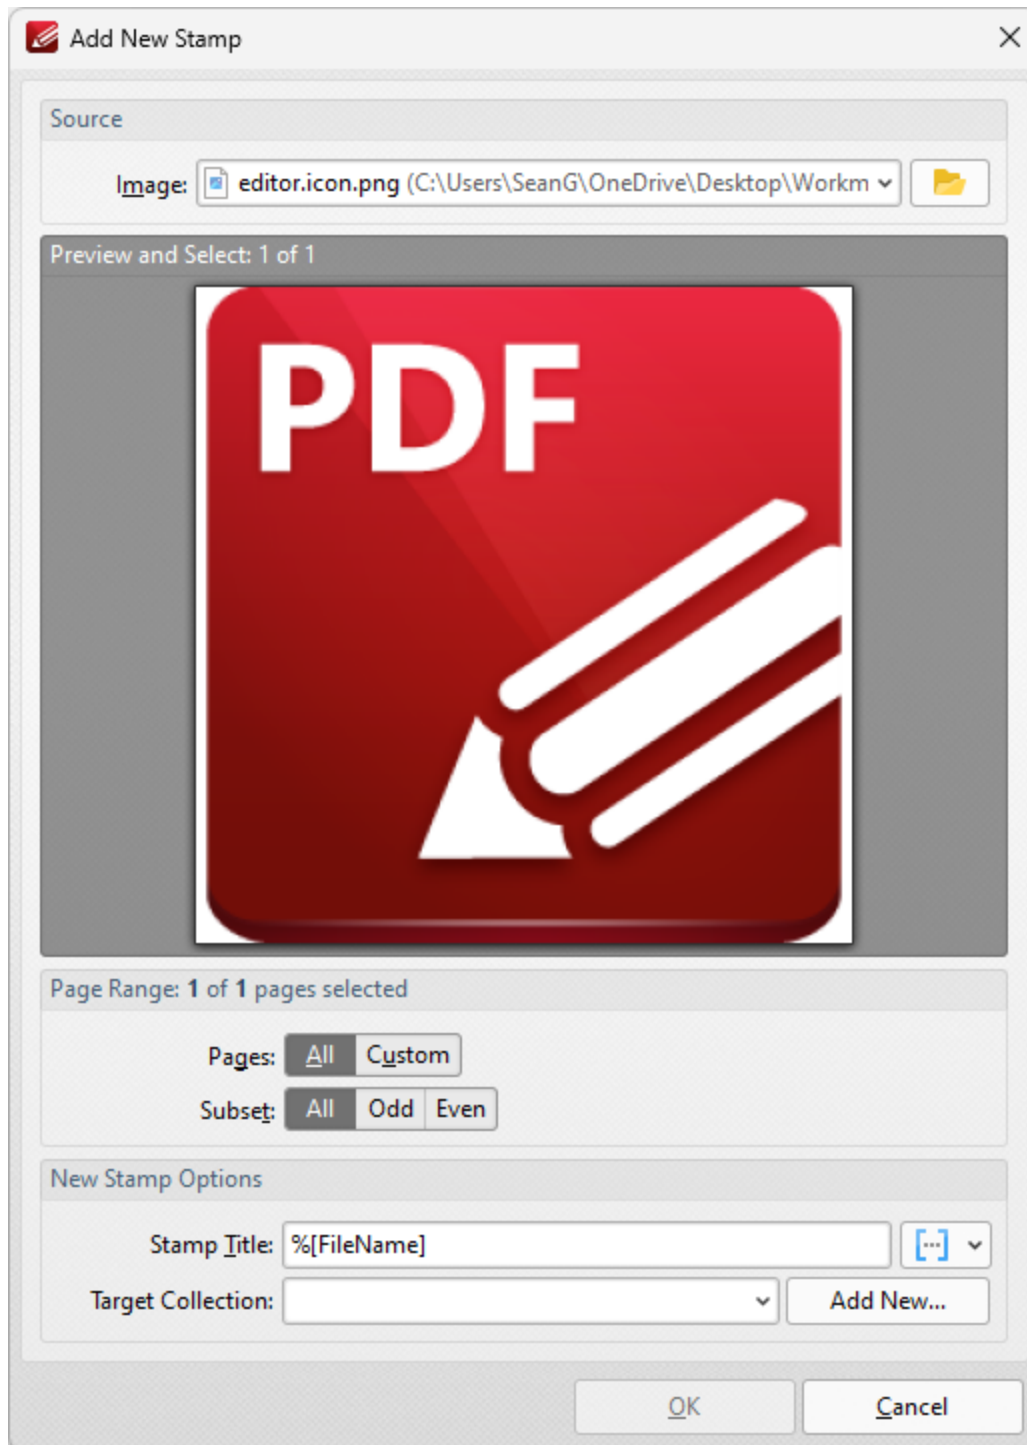 Add New Stamp
Source
Image: editor.icon.png (C:\Users\SeanG\OneDrive\Desktop\Workm
Preview and Select: 1 of 1
PDF
Page Range: 1 of 1 pages selected
Pages: All Custom
Subset: All Odd Even
New Stamp Options
Stamp Title: %[FileName]
Target Collection: Add New...
OK Cancel